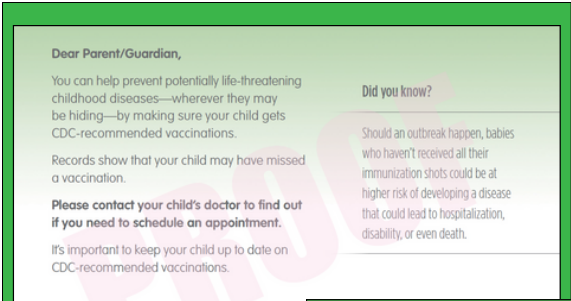 Dear Parent/Guardian,
You can help prevent potentially life-threatening
childhood diseases—wherever they may
be hiding—by making sure your child gets
CDC-recommended vaccinations.
Records show that your child may have missed
a vaccination.
Please contact your child's doctor to find out
if you need to schedule an appointment.
It's important to keep your child up to date on
CDC-recommended vaccinations.
Did you know?
Should an outbreak happen, babies
who haven't received all their
immunization shots could be at
higher risk of developing a disease
that could lead to hospitalization,
disability, or even death.
PROOF